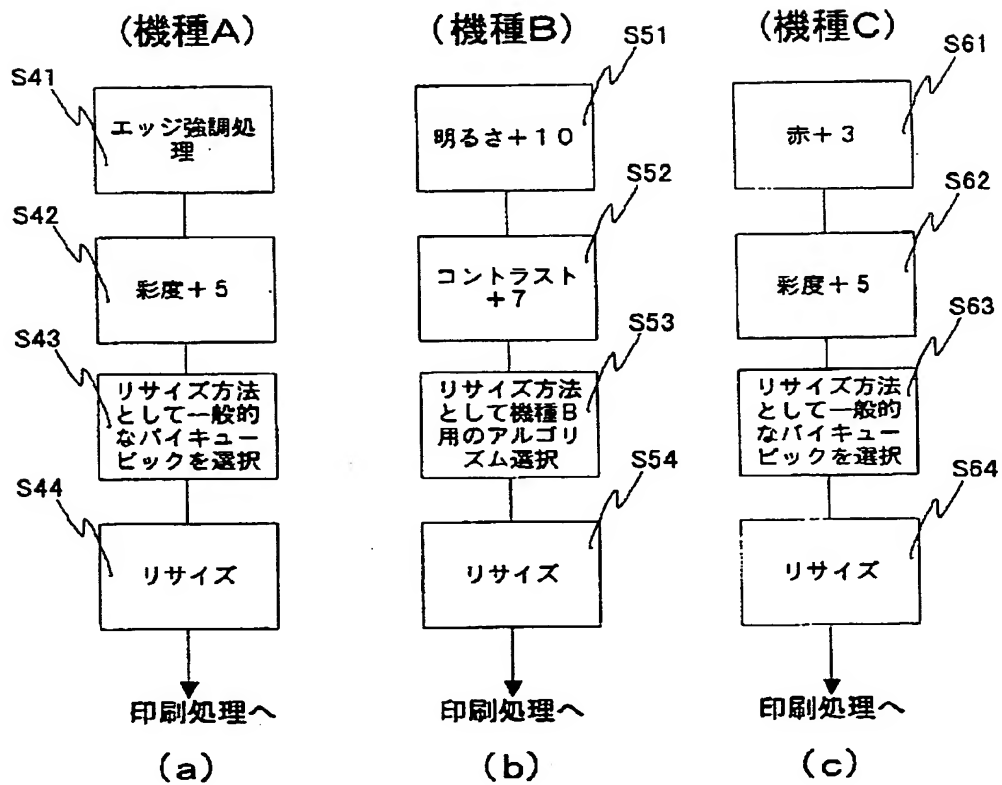 (機種A)
S41
エッジ強調処
理
S42
彩度+5
S43
リサイズ方法
として一般的
なバイキュー
ビックを選択
S44
リサイズ
印刷処理へ
(a)
(機種B)
S51
明るさ+10
S52
コントラスト
+7
S53
リサイズ方法
として機種B
用のアルゴリ
ズム選択
S54
リサイズ
印刷処理へ
(b)
(機種C)
S61
赤+3
S62
彩度+5
S63
リサイズ方法
として一般的
なバイキュー
ビックを選択
S64
リサイズ
印刷処理へ
(c)